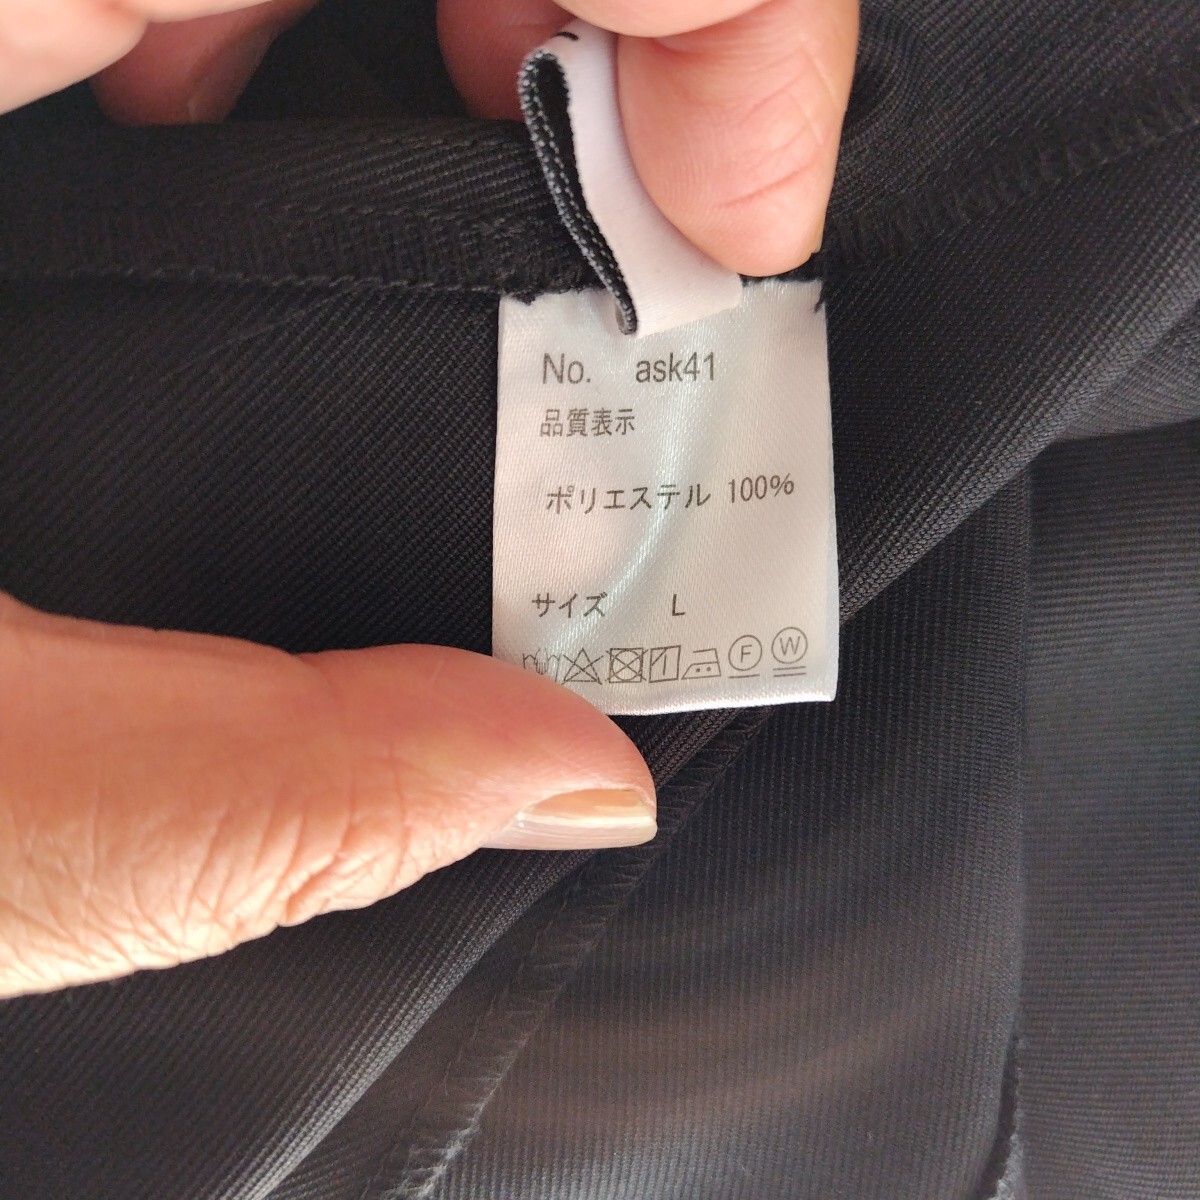 No. ask41
品質表示
ポリエステル 100%
サイズ L
F W